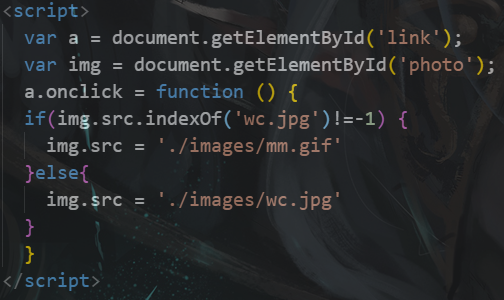 <script>
var a = document.getElementById('link');
var img = document.getElementById('photo');
a.onclick = function () {
if(img.src.indexOf('wc.jpg')!=-1) {
img.src = './images/mm.gif'
}else{
img.src = './images/wc.jpg'
}
}
</script>